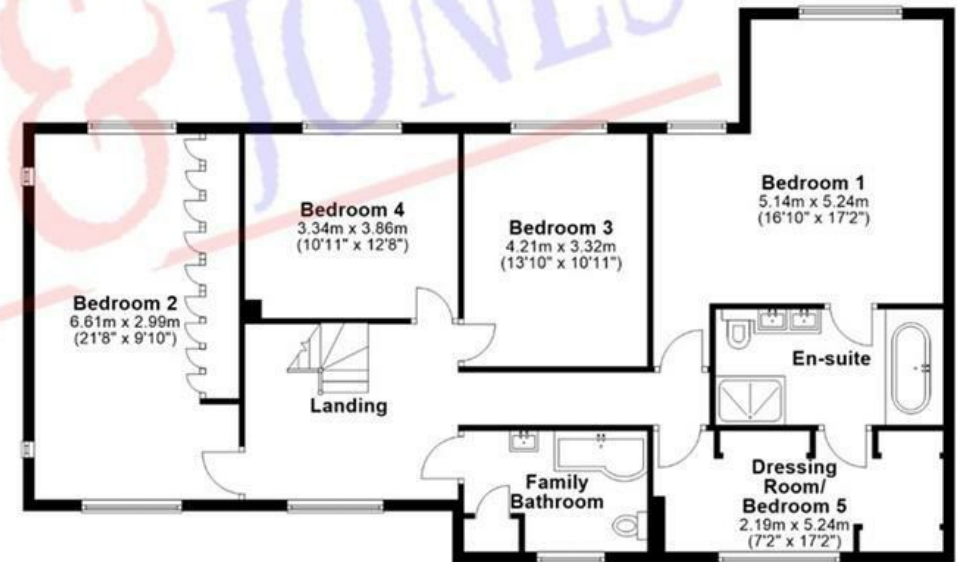 & JONES
Bedroom 1
5.14m x 5.24m
(16'10" x 17'2")
Bedroom 4
3.34m x 3.86m
(10'11" x 12'8")
Bedroom 3
4.21m x 3.32m
(13'10" x 10'11")
Bedroom 2
6.61m x 2.99m
(21'8" x 9'10")
En-suite
Landing
Family
Bathroom
Dressing
Room/
Bedroom 5
2.19m x 5.24m
(7'2" x 17'2")